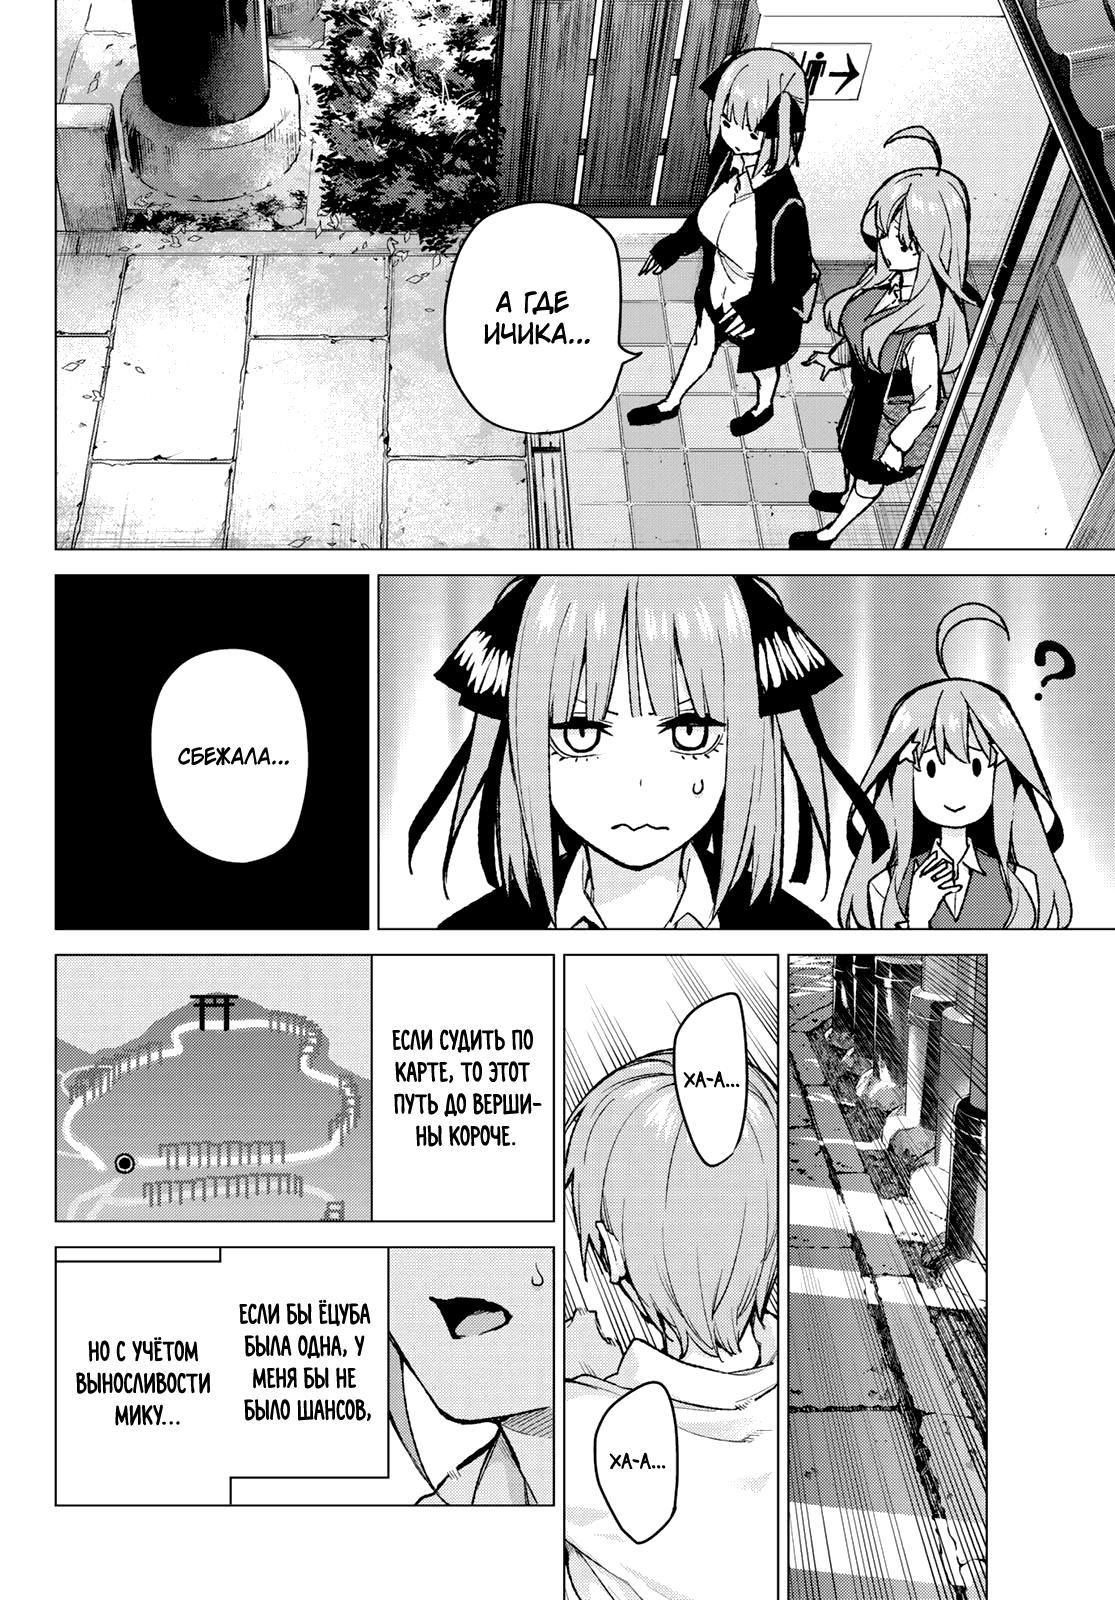 А ГДЕ
ИЧИКА...
?
СБЕЖАЛА...
ХА-А...
ХА-А...
ЕСЛИ СУДИТЬ ПО
КАРТЕ, ТО ЭТОТ
ПУТЬ ДО ВЕРШИ-
НЫ КОРОЧЕ.
ЕСЛИ БЫ ЁЦУБА
БЫЛА ОДНА, У
МЕНЯ БЫ НЕ
БЫЛО ШАНСОВ,
НО С УЧЁТОМ
ВЫНОСЛИВОСТИ
МИКУ...